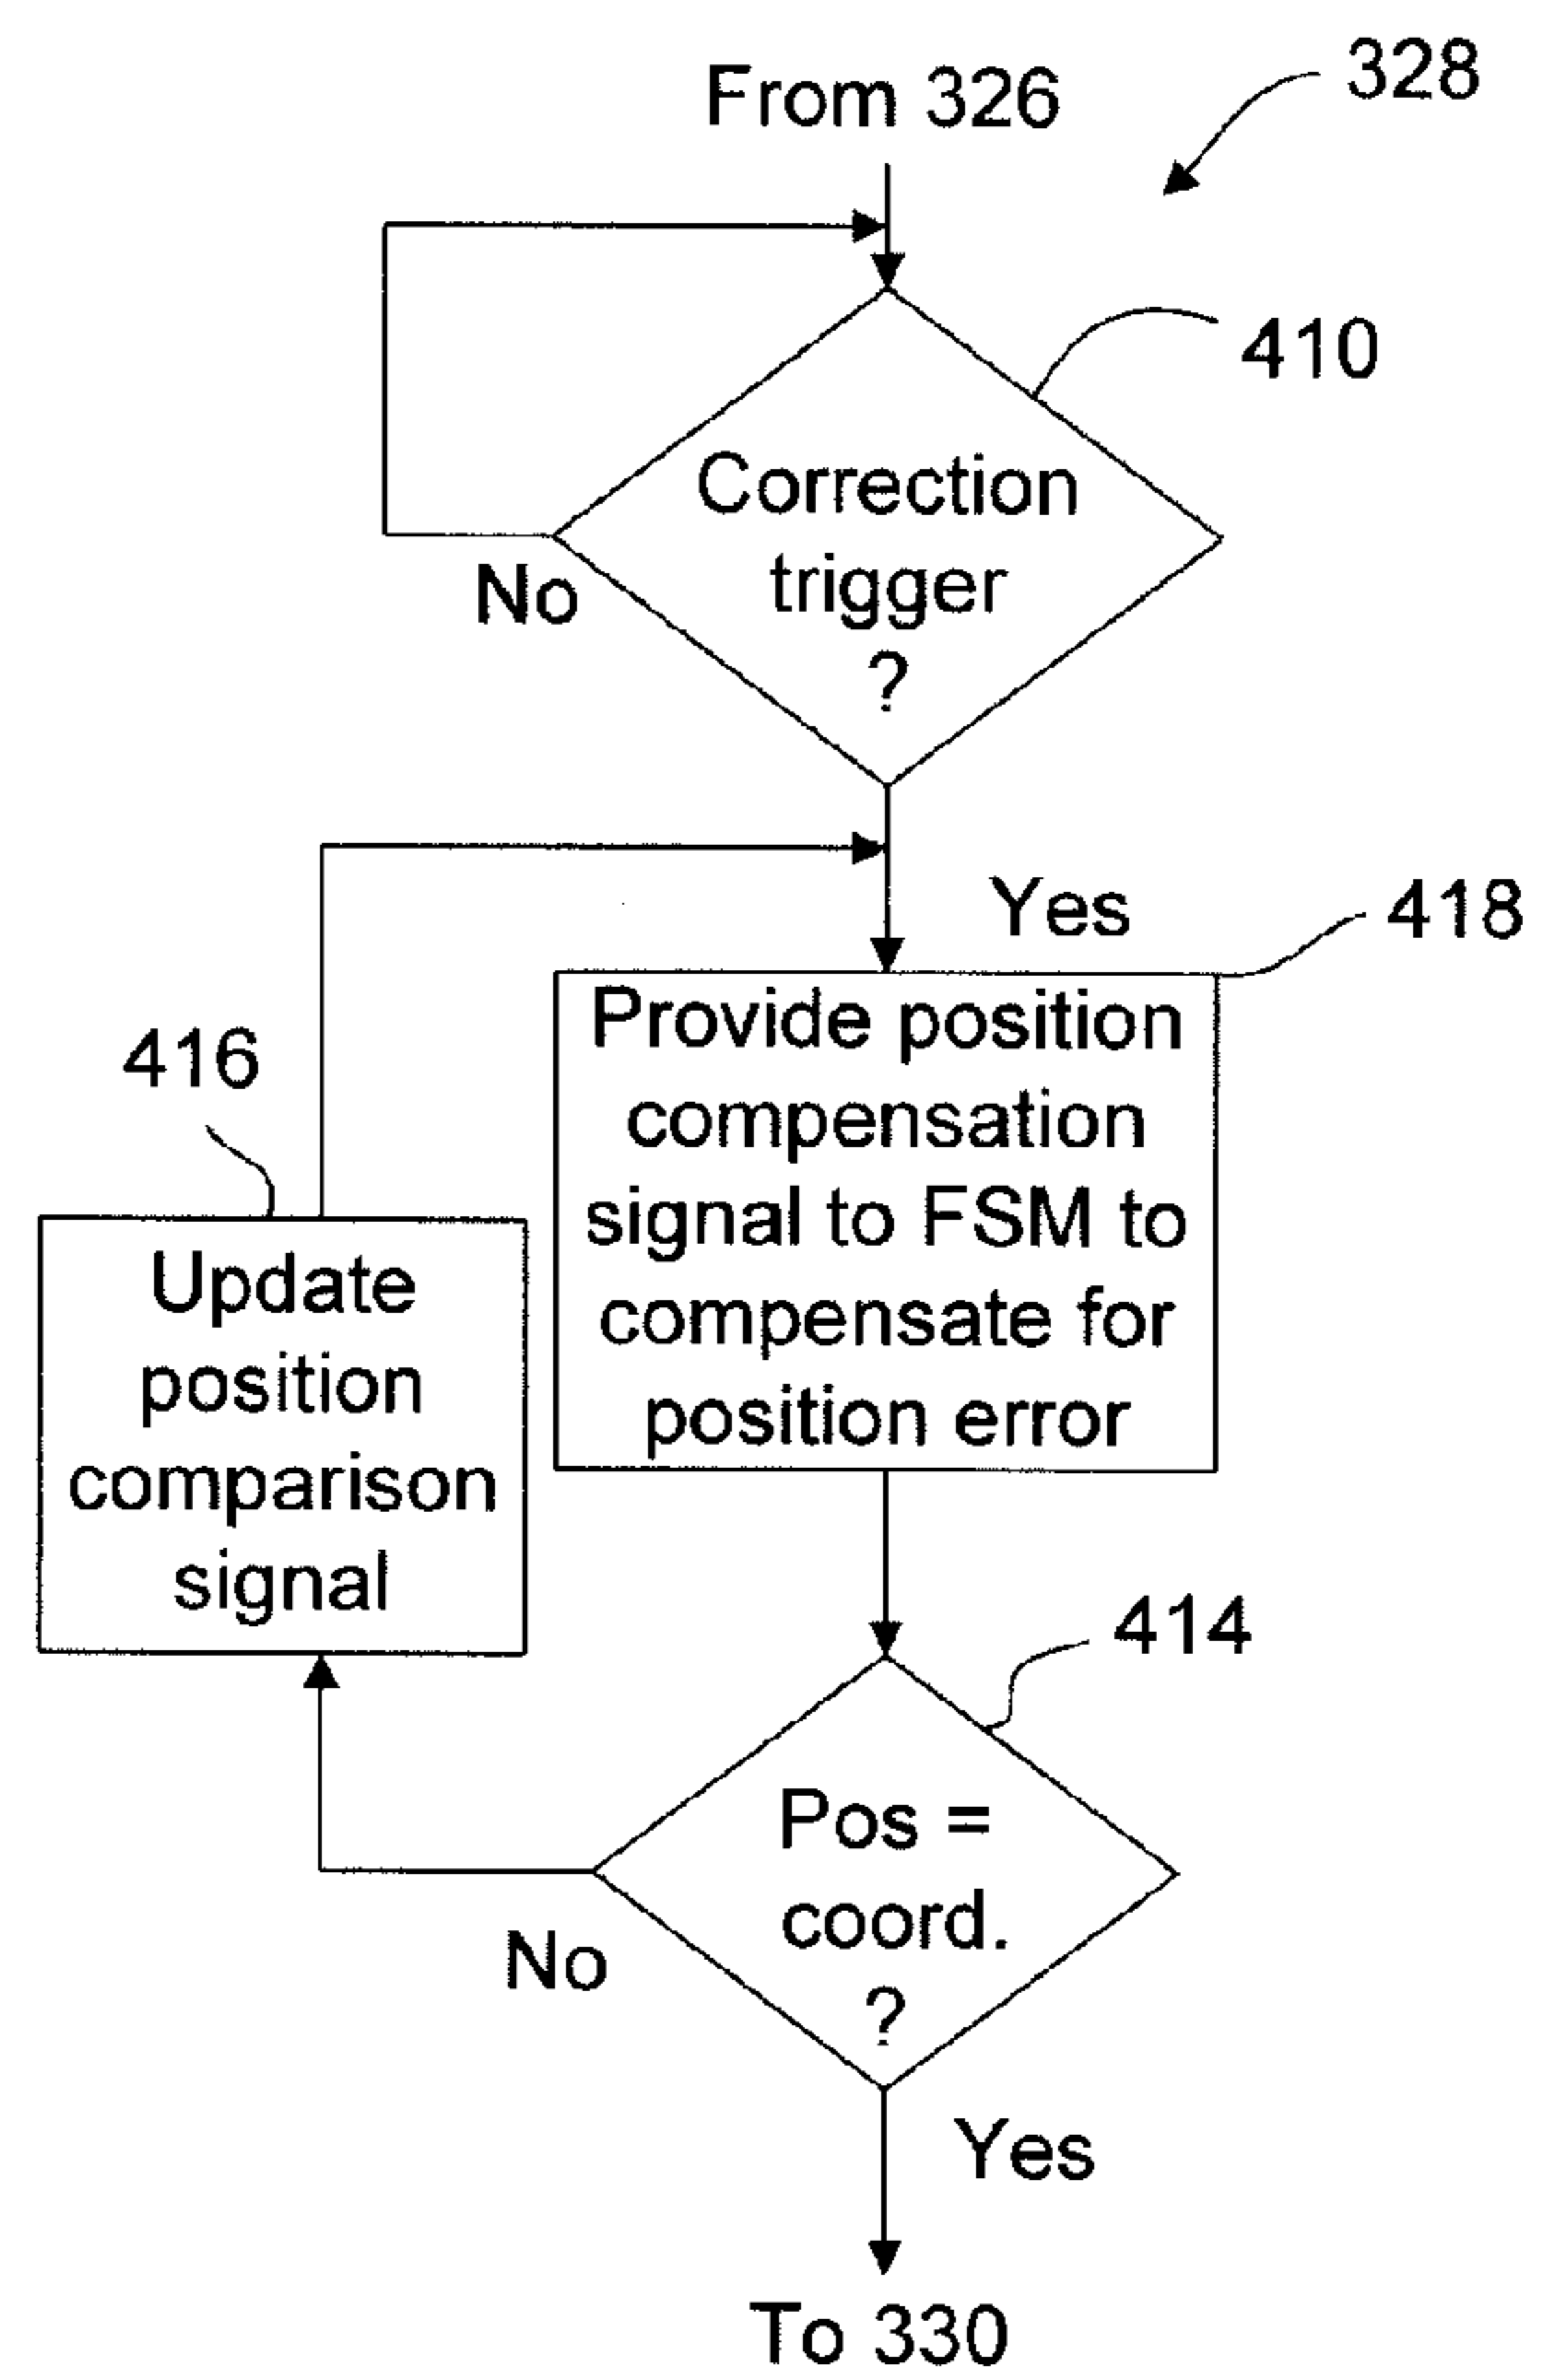 From 326
328
410
Correction
trigger
?
No
Yes
418
Provide position
compensation
signal to FSM to
compensate for
position error
416
Update
position
comparison
signal
414
Pos =
coord.
?
No
Yes
To 330